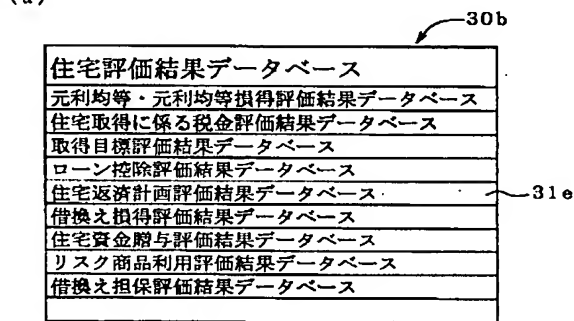 (a)
30b
住宅評価結果データベース
元利均等・元利均等損得評価結果データベース
住宅取得に係る税金評価結果データベース
取得目標評価結果データベース
ローン控除評価結果データベース
住宅返済計画評価結果データベース
31e
借換え損得評価結果データベース
住宅資金贈与評価結果データベース
リスク商品利用評価結果データベース
借換え担保評価結果データベース